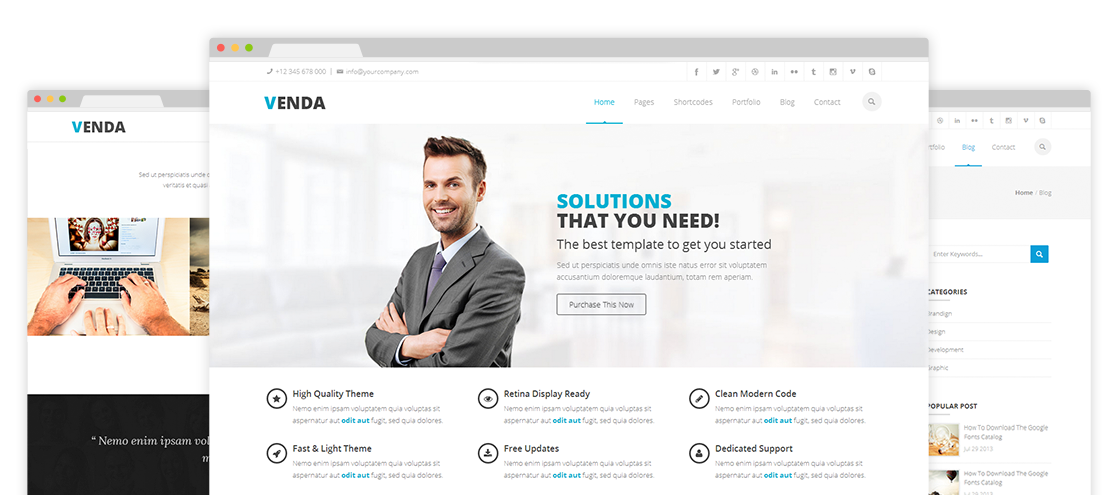 +12 345 678 000 | info@yourcompany.com
VENDA
Home Pages Shortcodes Portfolio Blog Contact
SOLUTIONS
THAT YOU NEED!
The best template to get you started
Sed ut perspiciatis unde omnis iste natus error sit voluptatem
accusantium doloremque laudantium, totam rem aperiam.
Purchase This Now
High Quality Theme
Nemo enim ipsam voluptatem quia voluptas sit
aspernatur aut odit aut fugit, sed quia dolores.
Retina Display Ready
Nemo enim ipsam voluptatem quia voluptas sit
aspernatur aut odit aut fugit, sed quia dolores.
Clean Modern Code
Nemo enim ipsam voluptatem quia voluptas sit
aspernatur aut odit aut fugit, sed quia dolores.
Fast & Light Theme
Nemo enim ipsam voluptatem quia voluptas sit
aspernatur aut odit aut fugit, sed quia dolores.
Free Updates
Nemo enim ipsam voluptatem quia voluptas sit
aspernatur aut odit aut fugit, sed quia dolores.
Dedicated Support
Nemo enim ipsam voluptatem quia voluptas sit
aspernatur aut odit aut fugit, sed quia dolores.
VENDA
Sed ut perspiciatis unde
veritatis et quasi
“ Nemo enim ipsam vol
m
rtfolio Blog Contact
Home / Blog
Enter Keywords...
CATEGORIES
Brandign
Design
Development
Graphic
POPULAR POST
How To Download The Google
Fonts Catalog
Jul 29 2013
How To Download The Google
Fonts Catalog